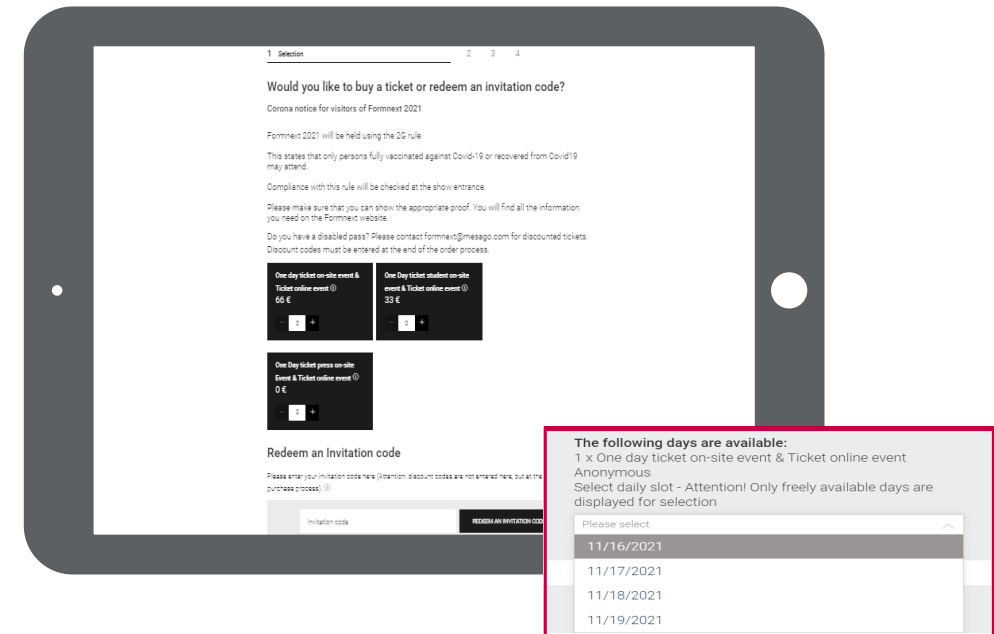 1 Selection 2 3 4
Would you like to buy a ticket or redeem an invitation code?
Corona notice for visitors of Formnext 2021
Formnext 2021 will be held using the 2G rule.
This states that only persons fully vaccinated against Covid-19 or recovered from Covid19
may attend.
Compliance with this rule will be checked at the show entrance.
Please make sure that you can show the appropriate proof. You will find all the information
you need on the Formnext website.
Do you have a disabled pass? Please contact formnext@mesago.com for discounted tickets.
Discount codes must be entered at the end of the order process.
One day ticket on-site event &
Ticket online event ⓘ
66 €
− 0 +
One Day ticket student on-site
event & Ticket online event ⓘ
33 €
− 0 +
One Day ticket press on-site
Event & Ticket online event ⓘ
0 €
− 0 +
Redeem an Invitation code
Please enter your invitation code here (Attention: discount codes are not entered here, but at the
purchase process). ⓘ
Invitation code
REDEEM AN INVITATION CODE
The following days are available:
1 x One day ticket on-site event & Ticket online event
Anonymous
Select daily slot - Attention! Only freely available days are
displayed for selection
Please select
11/16/2021
11/17/2021
11/18/2021
11/19/2021